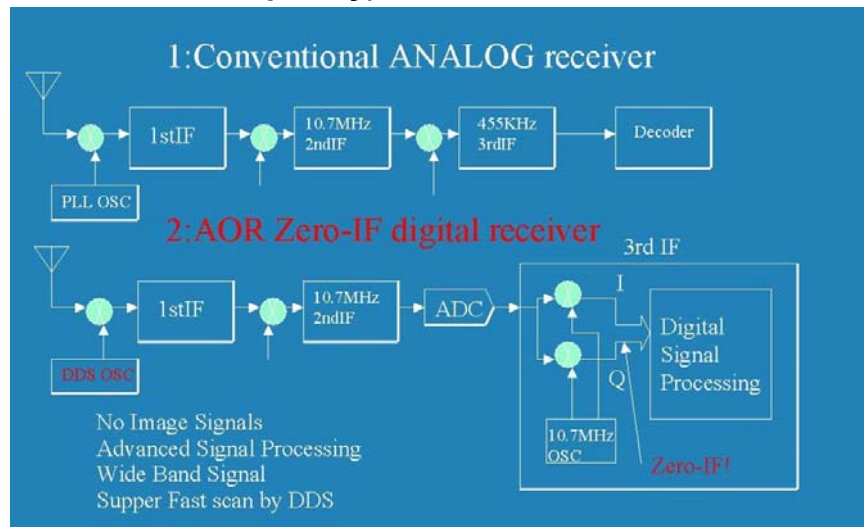 1:Conventional ANALOG receiver
1stIF
10.7MHz
2ndIF
455KHz
3rdIF
Decoder
PLL OSC
2:AOR Zero-IF digital receiver
3rd IF
1stIF
10.7MHz
2ndIF
ADC
I
Digital
Signal
Processing
DDS OSC
Q
10.7MHz
OSC
Zero-IF!
No Image Signals
Advanced Signal Processing
Wide Band Signal
Supper Fast scan by DDS